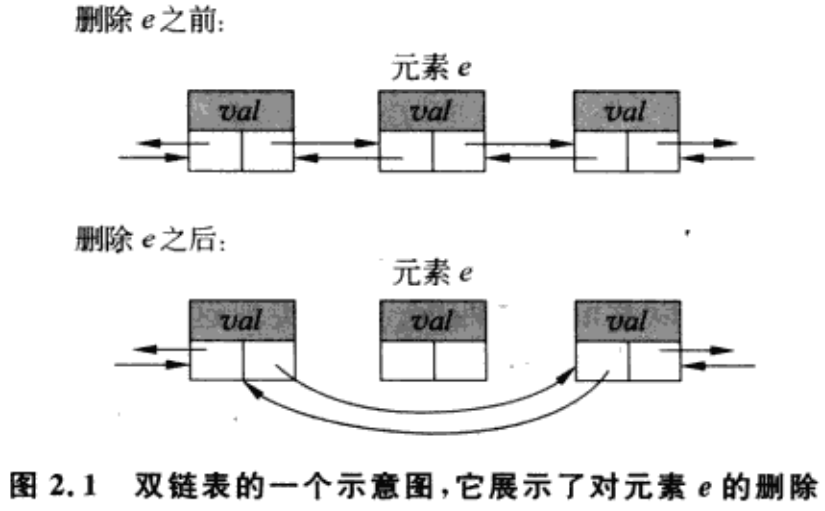 删除 e 之前:
元素 e
val val val
删除 e 之后:
元素 e
val val val
图 2.1 双链表的一个示意图,它展示了对元素 e 的删除